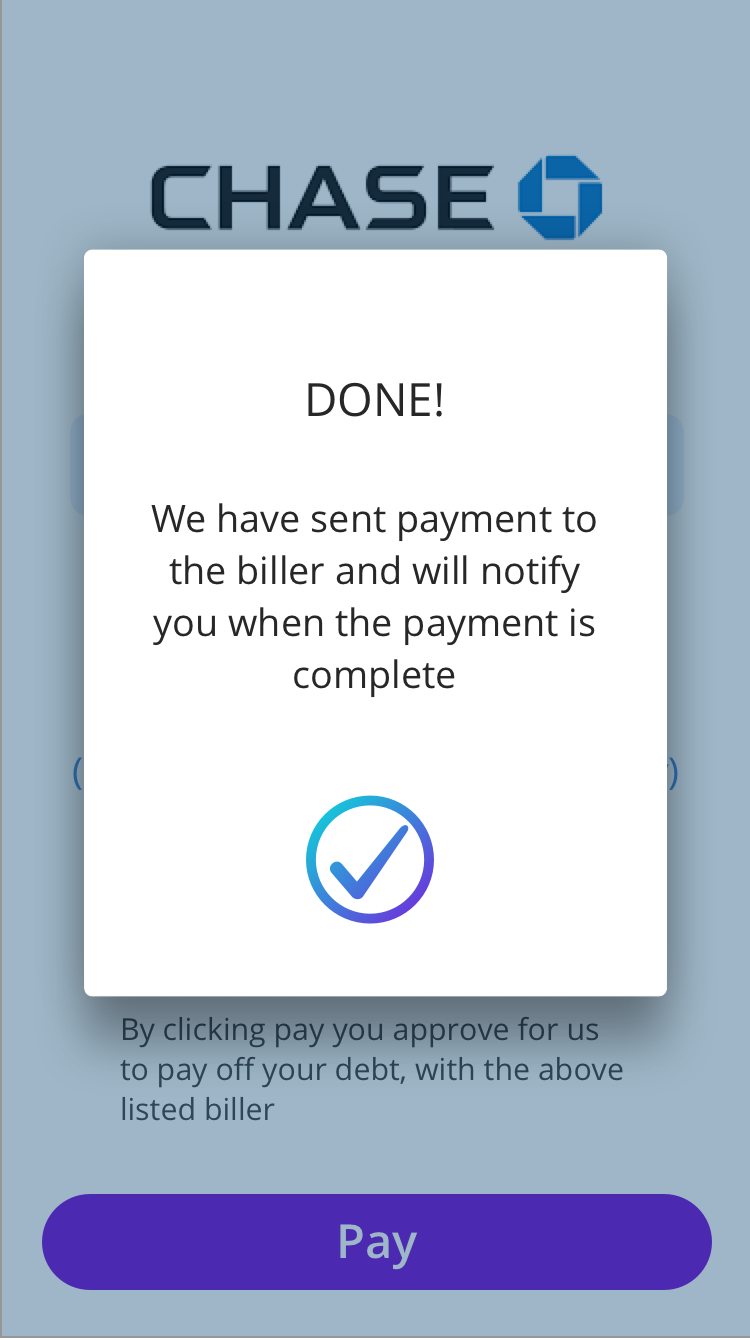 CHASE
DONE!
We have sent payment to
the biller and will notify
you when the payment is
complete
(
)
By clicking pay you approve for us
to pay off your debt, with the above
listed biller
Pay